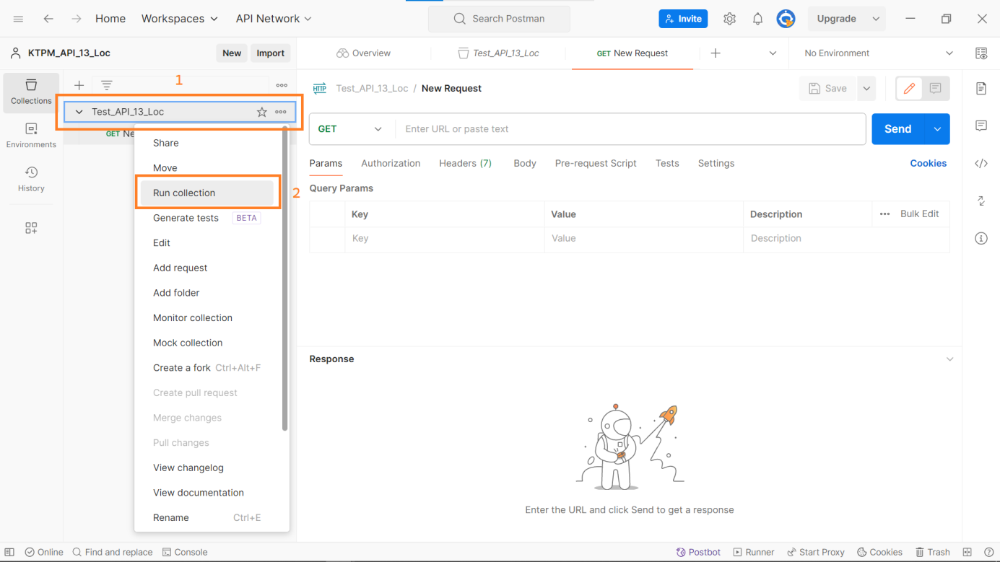 Home Workspaces API Network Search Postman Invite Upgrade
KTPM_API_13_Loc New Import Overview Test_API_13_Loc GET New Request No Environment
1
Collections
Test_API_13_Loc
GET Ne
Environments
History
Share
Move
Run collection
2
Generate tests BETA
Edit
Add request
Add folder
Monitor collection
Mock collection
Create a fork Ctrl+Alt+F
Create pull request
Merge changes
Pull changes
View changelog
View documentation
Rename Ctrl+E
HTTP Test_API_13_Loc / New Request Save
GET Enter URL or paste text Send
Params Authorization Headers (7) Body Pre-request Script Tests Settings Cookies
Query Params
Key Value Description Bulk Edit
Key Value Description
Response
Enter the URL and click Send to get a response
Online Find and replace Console Postbot Runner Start Proxy Cookies Trash